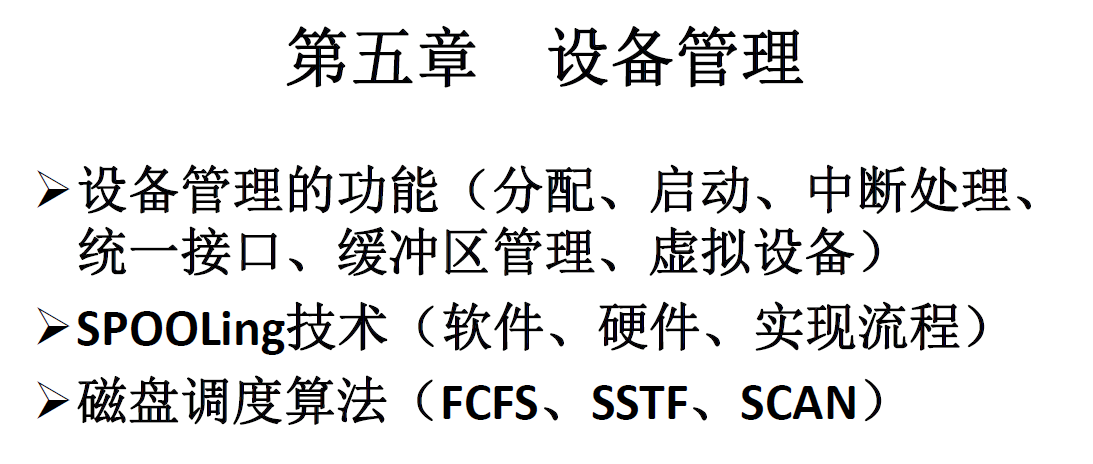 第五章　设备管理
➢设备管理的功能（分配、启动、中断处理、
统一接口、缓冲区管理、虚拟设备）
➢SPOOLing技术（软件、硬件、实现流程）
➢磁盘调度算法（FCFS、SSTF、SCAN）